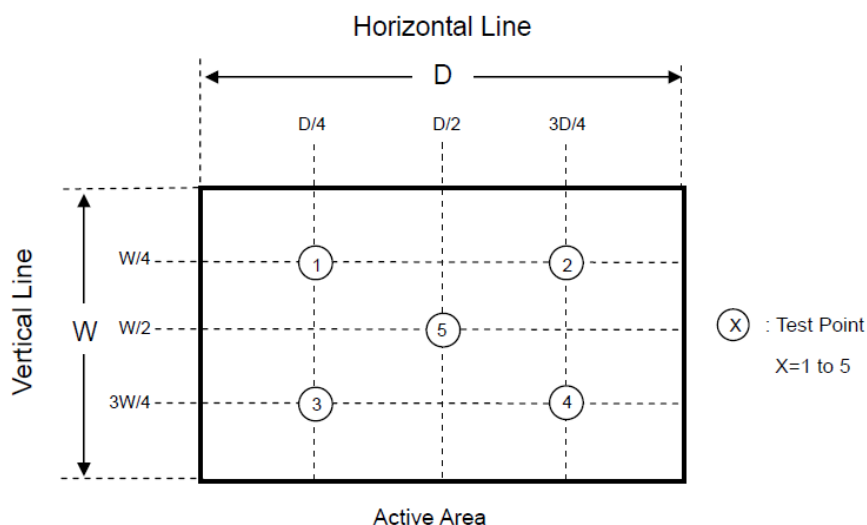 Horizontal Line
D
D/4 D/2 3D/4
Vertical Line
W
W/4
1 2
W/2
5
3W/4
3 4
X : Test Point
X=1 to 5
Active Area